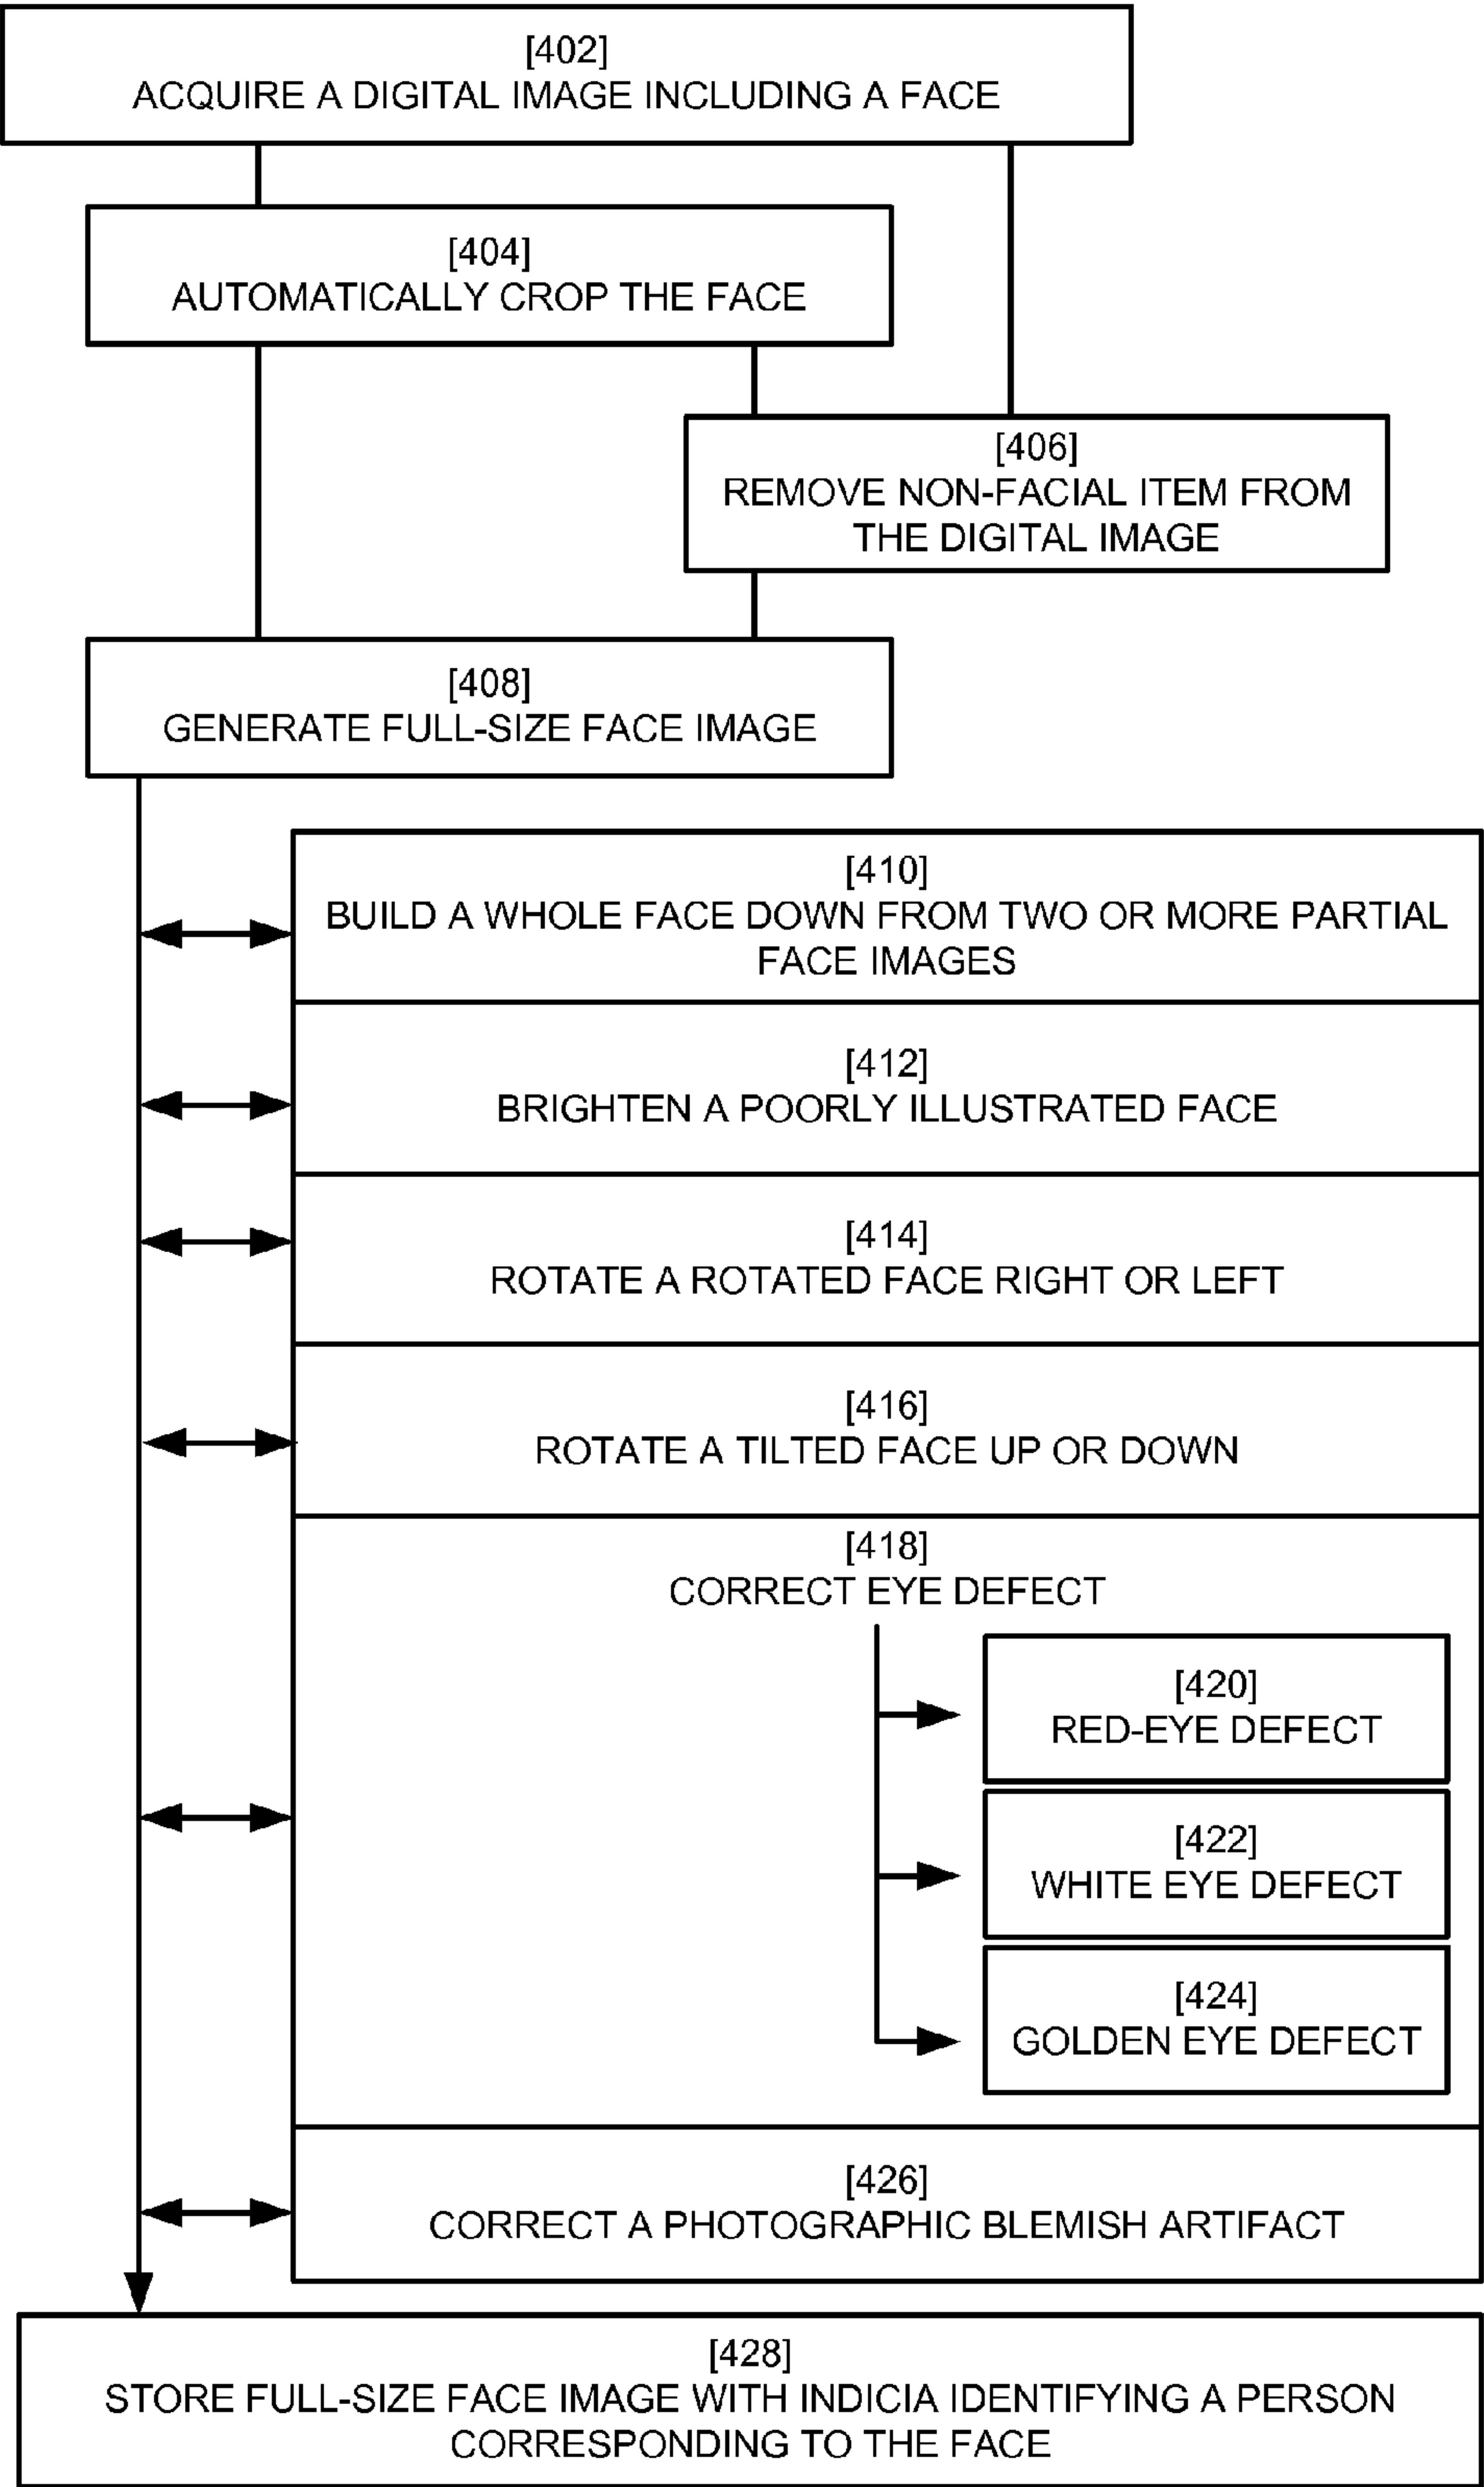 [402]
ACQUIRE A DIGITAL IMAGE INCLUDING A FACE
[404]
AUTOMATICALLY CROP THE FACE
[406]
REMOVE NON-FACIAL ITEM FROM
THE DIGITAL IMAGE
[408]
GENERATE FULL-SIZE FACE IMAGE
[410]
BUILD A WHOLE FACE DOWN FROM TWO OR MORE PARTIAL
FACE IMAGES
[412]
BRIGHTEN A POORLY ILLUSTRATED FACE
[414]
ROTATE A ROTATED FACE RIGHT OR LEFT
[416]
ROTATE A TILTED FACE UP OR DOWN
[418]
CORRECT EYE DEFECT
[420]
RED-EYE DEFECT
[422]
WHITE EYE DEFECT
[424]
GOLDEN EYE DEFECT
[426]
CORRECT A PHOTOGRAPHIC BLEMISH ARTIFACT
[428]
STORE FULL-SIZE FACE IMAGE WITH INDICIA IDENTIFYING A PERSON
CORRESPONDING TO THE FACE